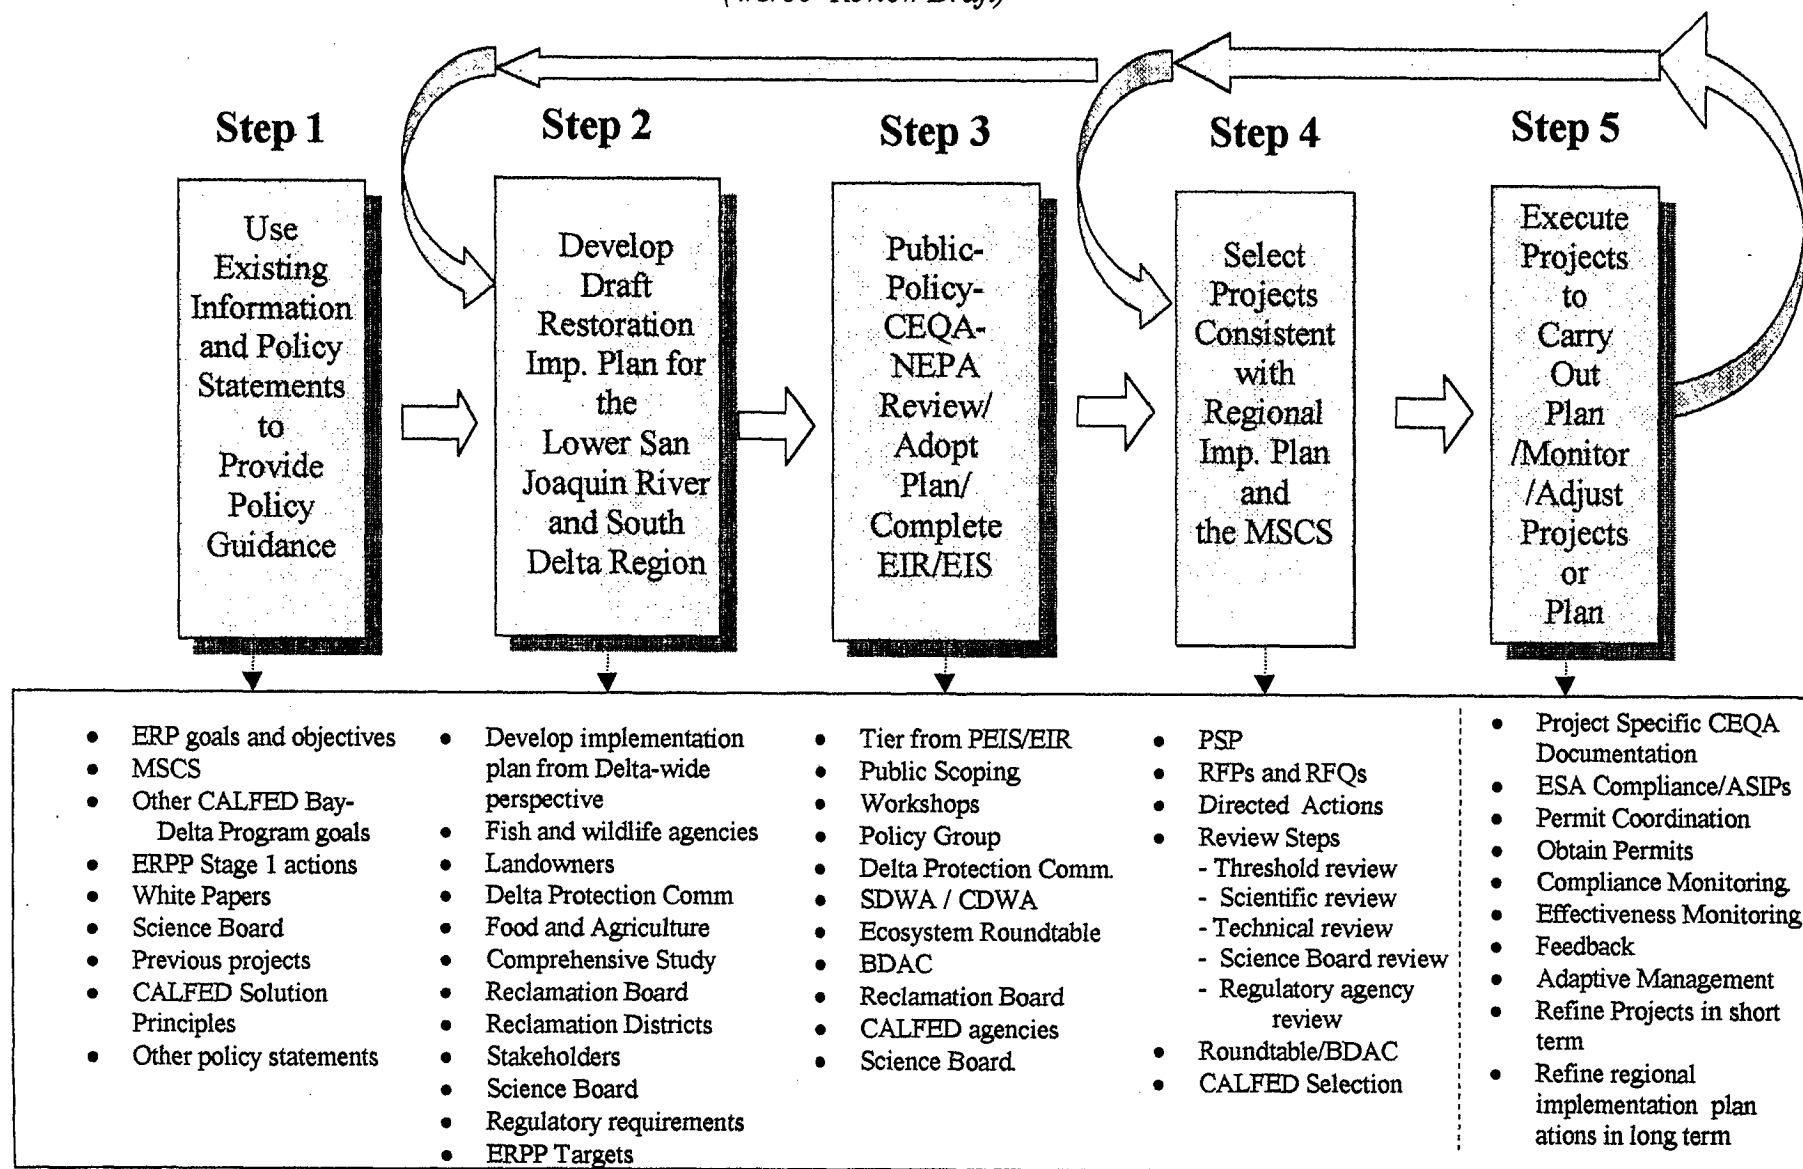 Review Draft)
Step 1
Use
Existing
Information
and Policy
Statements
to
Provide
Policy
Guidance
Step 2
Develop
Draft
Restoration
Imp. Plan for
the
Lower San
Joaquin River
and South
Delta Region
Step 3
Public-
Policy-
CEQA-
NEPA
Review/
Adopt
Plan/
Complete
EIR/EIS
Step 4
Select
Projects
Consistent
with
Regional
Imp. Plan
and
the MSCS
Step 5
Execute
Projects
to
Carry
Out
Plan
/Monitor
/Adjust
Projects
or
Plan
• ERP goals and objectives
• MSCS
• Other CALFED Bay-
Delta Program goals
• ERPP Stage 1 actions
• White Papers
• Science Board
• Previous projects
• CALFED Solution
Principles
• Other policy statements
• Develop implementation
plan from Delta-wide
perspective
• Fish and wildlife agencies
• Landowners
• Delta Protection Comm
• Food and Agriculture
• Comprehensive Study
• Reclamation Board
• Reclamation Districts
• Stakeholders
• Science Board
• Regulatory requirements
• ERPP Targets
• Tier from PEIS/EIR
• Public Scoping
• Workshops
• Policy Group
• Delta Protection Comm.
• SDWA / CDWA
• Ecosystem Roundtable
• BDAC
• Reclamation Board
• CALFED agencies
• Science Board
• PSP
• RFPs and RFQs
• Directed Actions
• Review Steps
- Threshold review
- Scientific review
- Technical review
- Science Board review
- Regulatory agency
review
• Roundtable/BDAC
• CALFED Selection
• Project Specific CEQA
Documentation
• ESA Compliance/ASIPs
• Permit Coordination
• Obtain Permits
• Compliance Monitoring
• Effectiveness Monitoring
• Feedback
• Adaptive Management
• Refine Projects in short
term
• Refine regional
implementation plan
ations in long term